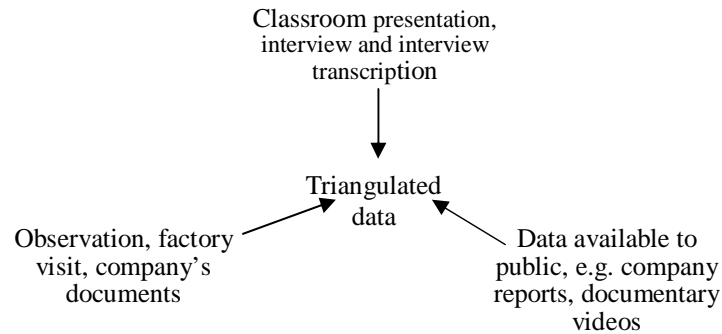 Classroom presentation,
interview and interview
transcription
Triangulated
data
Observation, factory
visit, company’s
documents
Data available to
public, e.g. company
reports, documentary
videos